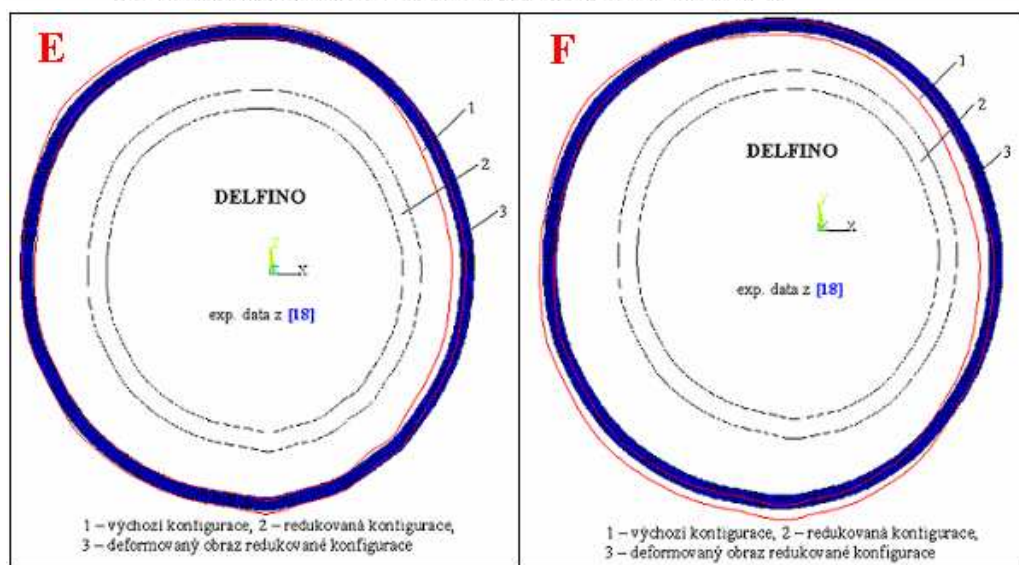 E
1
2
DELFINO
3
X
exp. data z [18]
1 – výchozí konfigurace, 2 – redukovaná konfigurace,
3 – deformovaný obraz redukované konfigurace
F
1
2
DELFINO
3
X
exp. data z [18]
1 – výchozí konfigurace, 2 – redukovaná konfigurace,
3 – deformovaný obraz redukované konfigurace